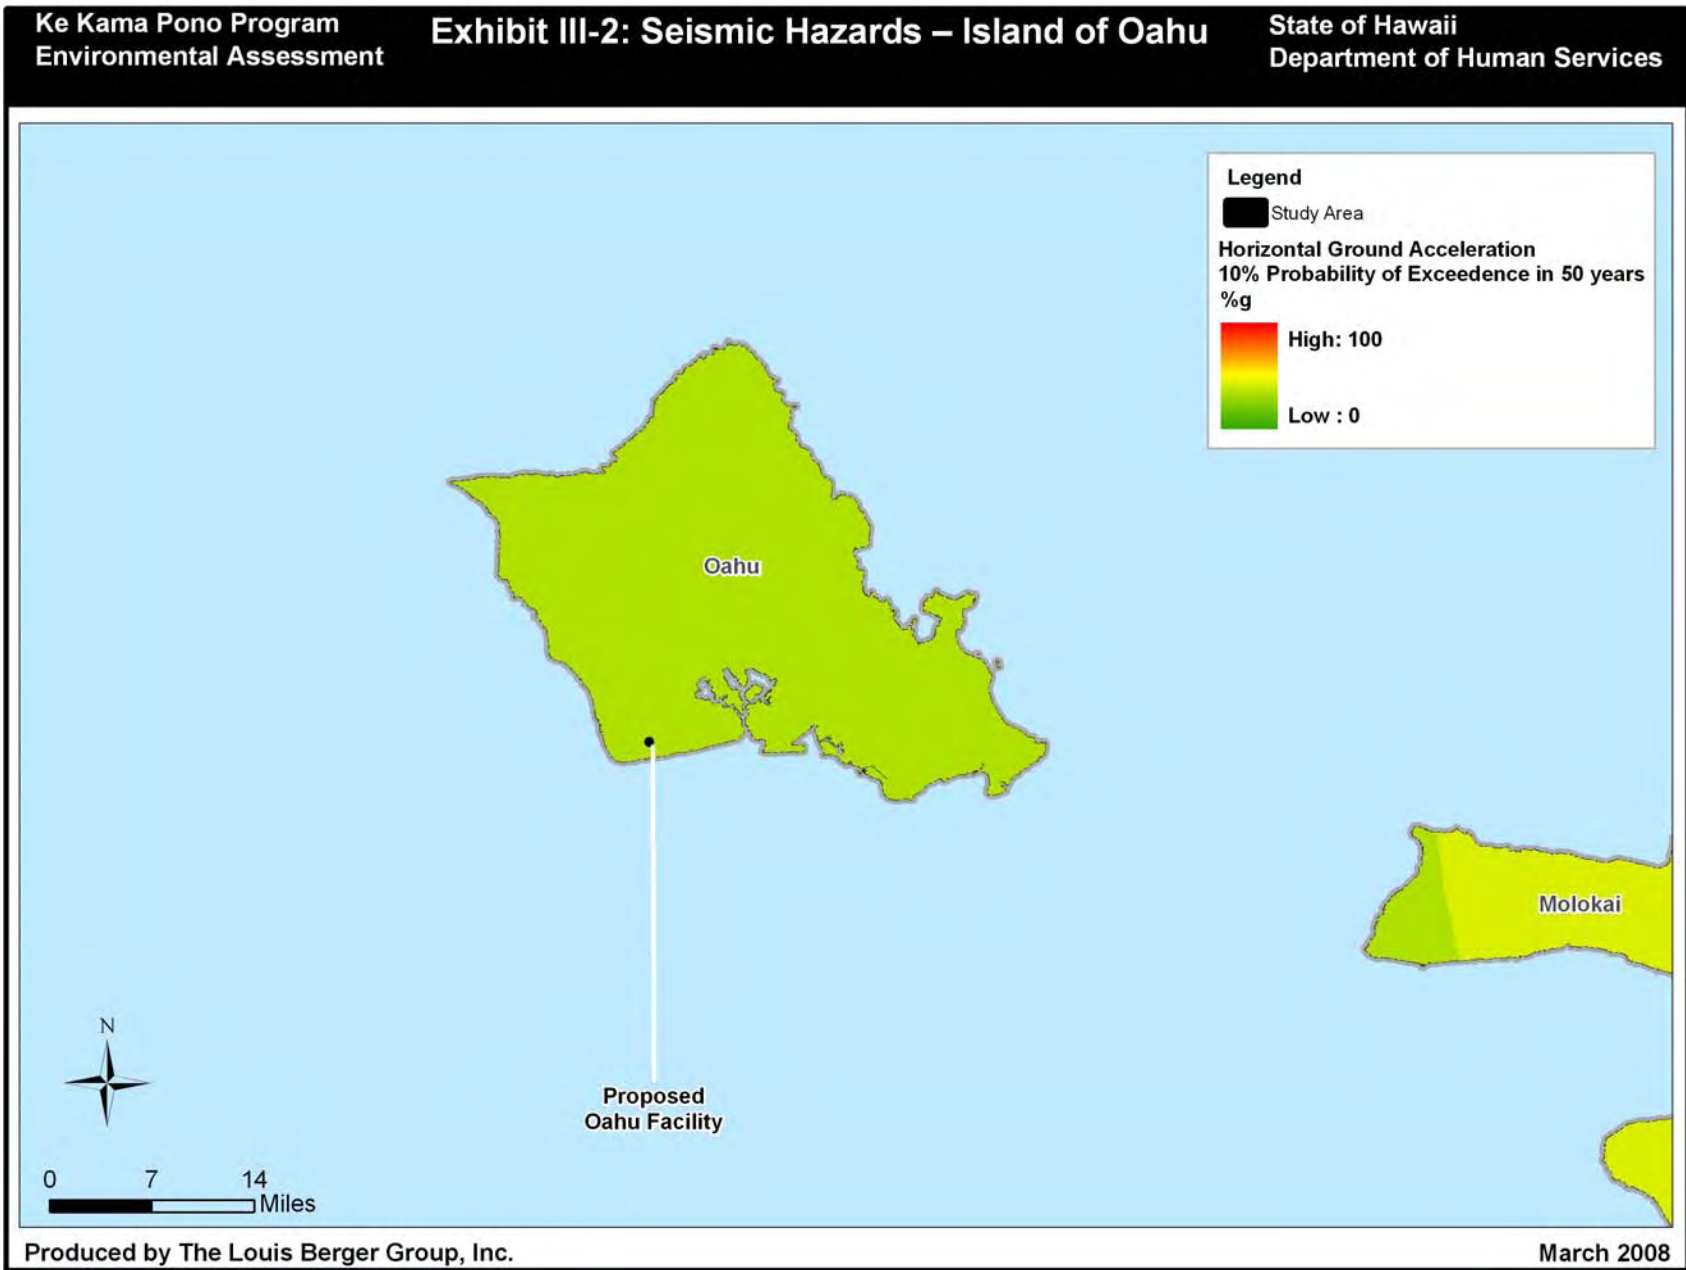 Ke Kama Pono Program
Environmental Assessment
Exhibit III-2: Seismic Hazards – Island of Oahu
State of Hawaii
Department of Human Services
Legend
Study Area
Horizontal Ground Acceleration
10% Probability of Exceedence in 50 years
%g
High: 100
Low : 0
Oahu
Molokai
N
Proposed
Oahu Facility
0 7 14
Miles
Produced by The Louis Berger Group, Inc.
March 2008